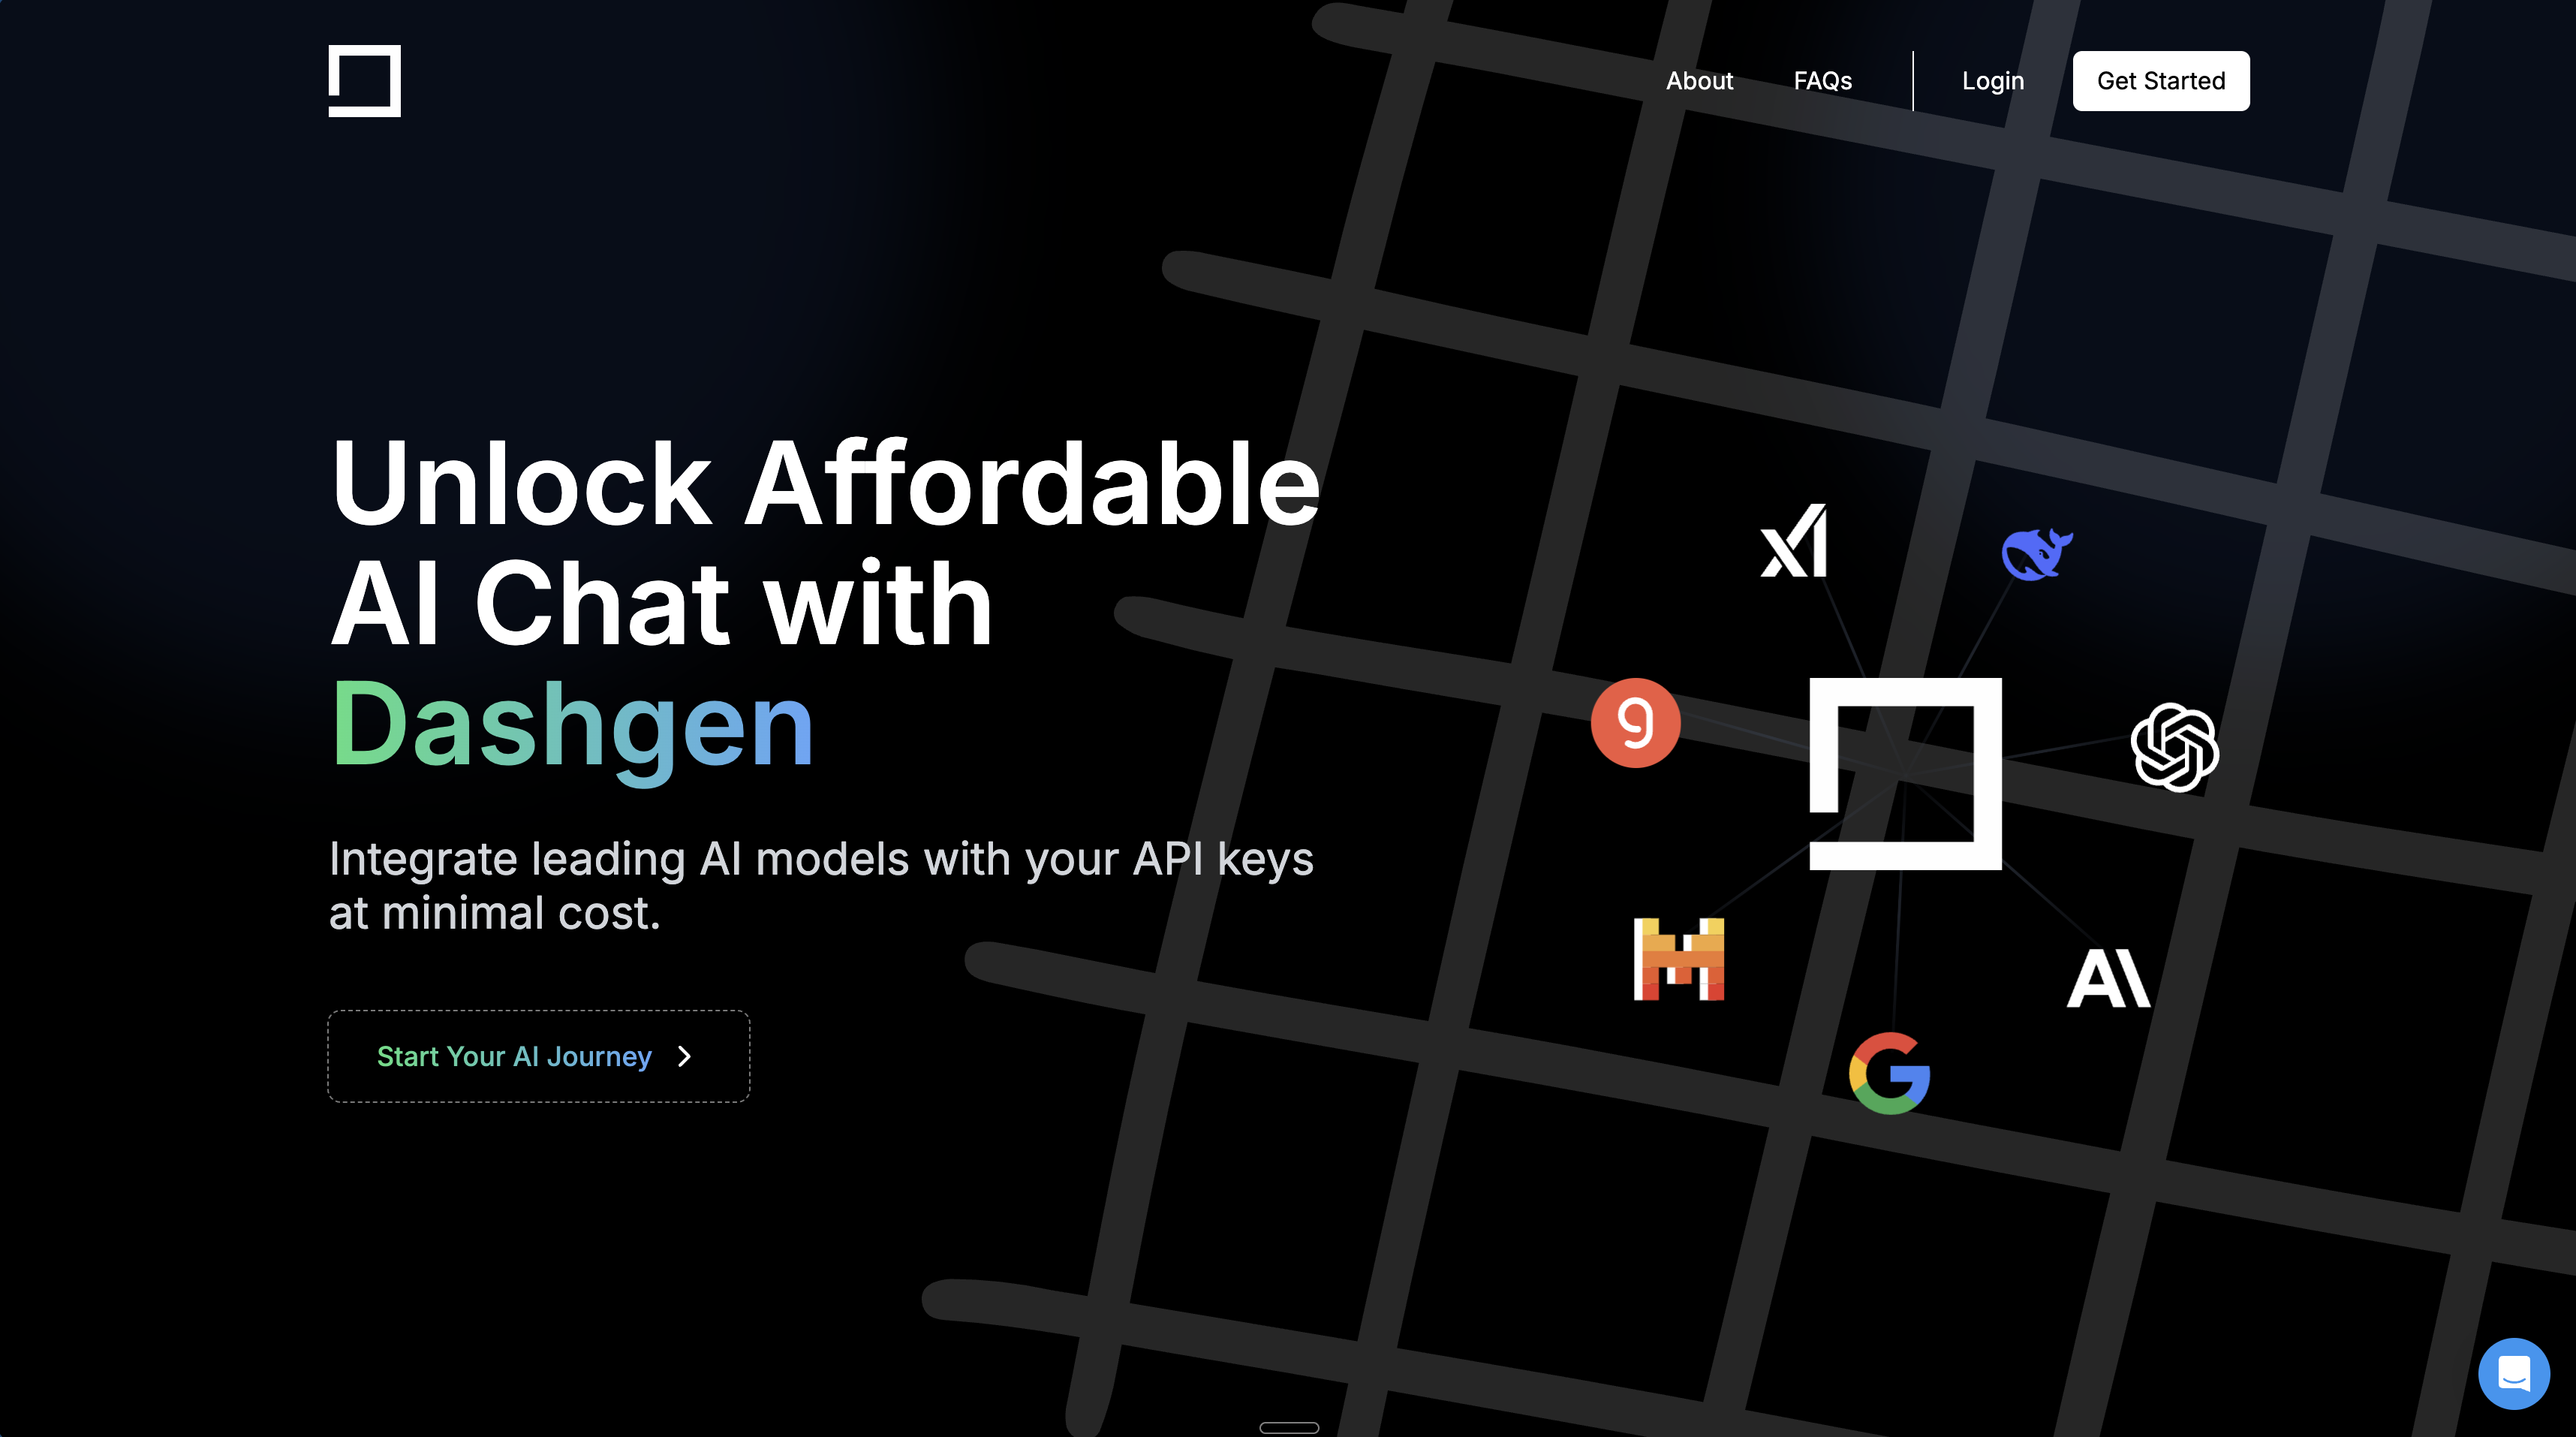 About FAQs Login Get Started
Unlock Affordable
AI Chat with
Dashgen
Integrate leading AI models with your API keys
at minimal cost.
Start Your AI Journey